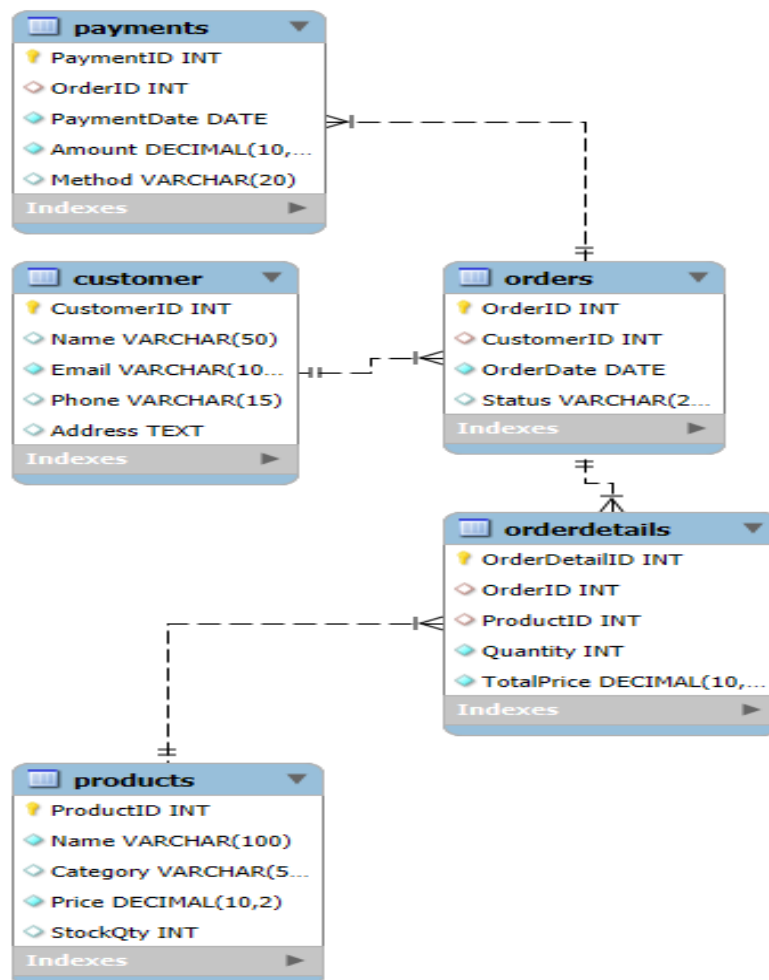 payments
PaymentID INT
OrderID INT
PaymentDate DATE
Amount DECIMAL(10,...
Method VARCHAR(20)
Indexes
customer
CustomerID INT
Name VARCHAR(50)
Email VARCHAR(10...
Phone VARCHAR(15)
Address TEXT
Indexes
orders
OrderID INT
CustomerID INT
OrderDate DATE
Status VARCHAR(2...
Indexes
orderdetails
OrderDetailID INT
OrderID INT
ProductID INT
Quantity INT
TotalPrice DECIMAL(10,...
Indexes
products
ProductID INT
Name VARCHAR(100)
Category VARCHAR(5...
Price DECIMAL(10,2)
StockQty INT
Indexes